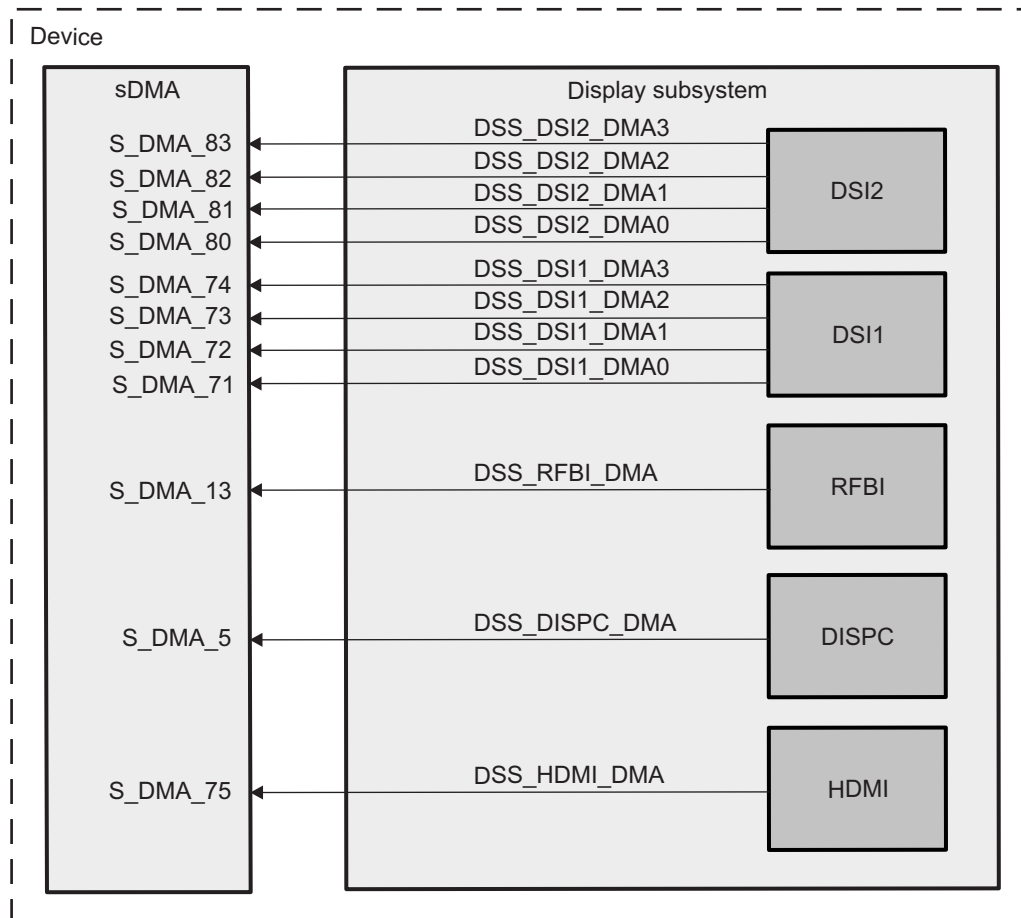 Device
sDMA
Display subsystem
S_DMA_83
DSS_DSI2_DMA3
S_DMA_82
DSS_DSI2_DMA2
S_DMA_81
DSS_DSI2_DMA1
S_DMA_80
DSS_DSI2_DMA0
DSI2
S_DMA_74
DSS_DSI1_DMA3
S_DMA_73
DSS_DSI1_DMA2
S_DMA_72
DSS_DSI1_DMA1
S_DMA_71
DSS_DSI1_DMA0
DSI1
S_DMA_13
DSS_RFBI_DMA
RFBI
S_DMA_5
DSS_DISPC_DMA
DISPC
S_DMA_75
DSS_HDMI_DMA
HDMI